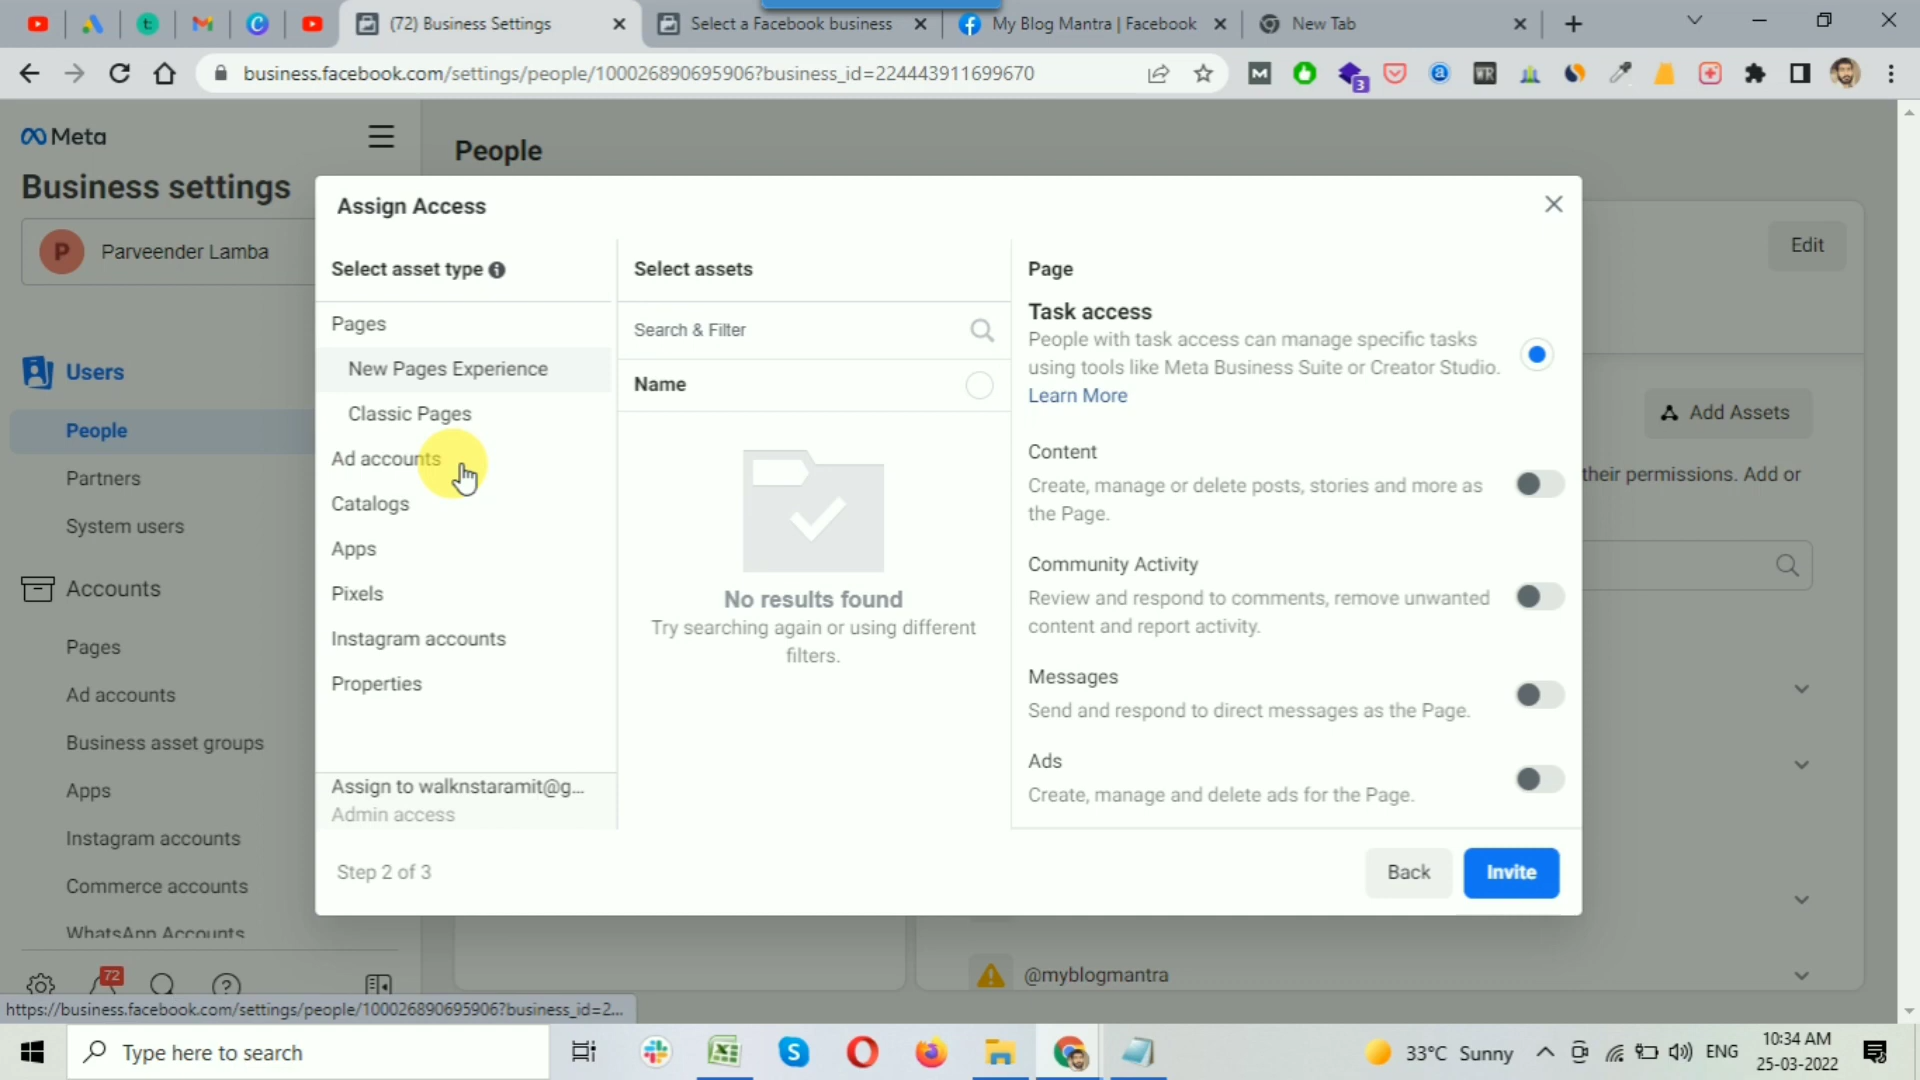 (72) Business Settings
Select a Facebook business
My Blog Mantra | Facebook
New Tab
business.facebook.com/settings/people/100026890695906?business_id=224443911699670
3
Meta
Business settings
P
Parveender Lamba
Users
People
Partners
System users
Accounts
Pages
Ad accounts
Business asset groups
Apps
Instagram accounts
Commerce accounts
WhatsApp Accounts
72
People
Edit
Add Assets
their permissions. Add or
@myblogmantra
Assign Access
Select asset type
Pages
New Pages Experience
Classic Pages
Ad accounts
Catalogs
Apps
Pixels
Instagram accounts
Properties
Assign to walknstaramit@g...
Admin access
Select assets
Search & Filter
Name
No results found
Try searching again or using different
filters.
Page
Task access
People with task access can manage specific tasks
using tools like Meta Business Suite or Creator Studio.
Learn More
Content
Create, manage or delete posts, stories and more as
the Page.
Community Activity
Review and respond to comments, remove unwanted
content and report activity.
Messages
Send and respond to direct messages as the Page.
Ads
Create, manage and delete ads for the Page.
Step 2 of 3
Back
Invite
https://business.facebook.com/settings/people/100026890695906?business_id=2...
Type here to search
33°C Sunny
ENG
10:34 AM
25-03-2022